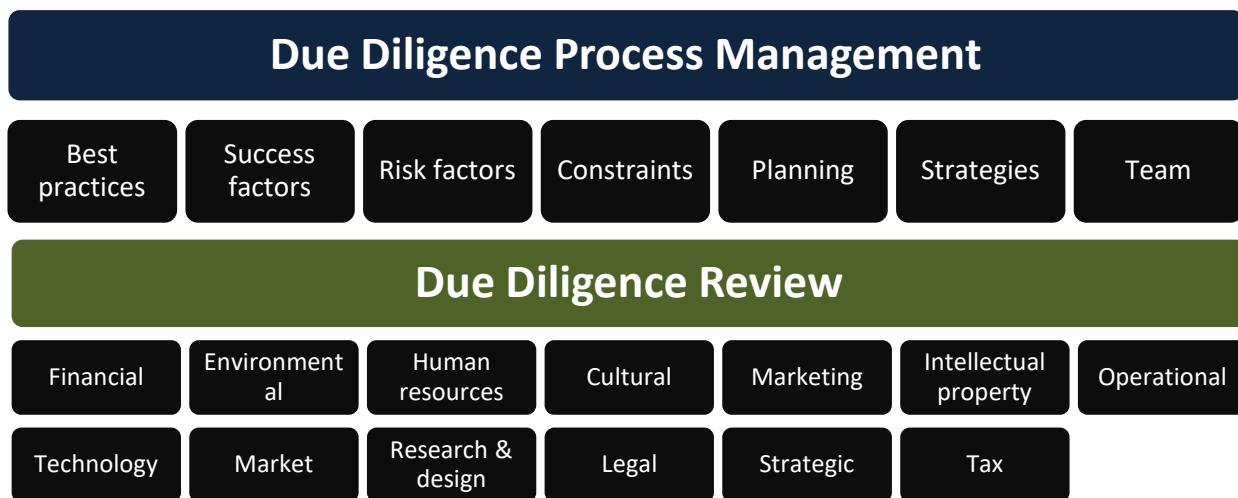 Due Diligence Process Management
Best
practices
Success
factors
Risk factors
Constraints
Planning
Strategies
Team
Due Diligence Review
Financial
Environment
al
Human
resources
Cultural
Marketing
Intellectual
property
Operational
Technology
Market
Research &
design
Legal
Strategic
Tax